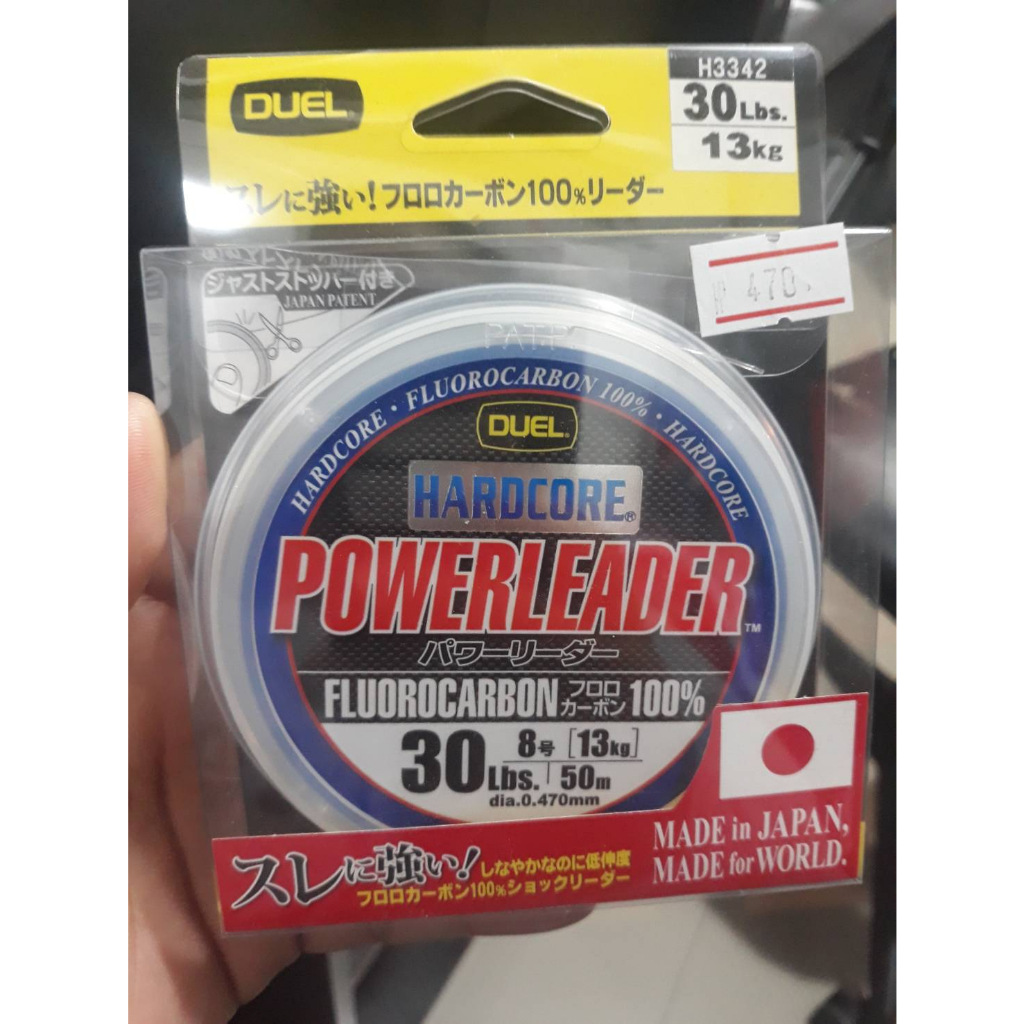 DUEL®
H3342
30Lbs.
13kg
スレに強い!フロロカーボン100%リーダー
470
ジャストストッパー付き
JAPAN PATENT
PAT.P.
HARDCORE · FLUOROCARBON 100% · HARDCORE
DUEL®
HARDCORE®
POWERLEADER™
パワーリーダー
FLUOROCARBON フロロカーボン 100%
30Lbs. 8号 [13kg]
50m
dia.0.470mm
MADE in JAPAN,
MADE for WORLD.
スレに強い! しなやかなのに低伸度
フロロカーボン100%ショックリーダー